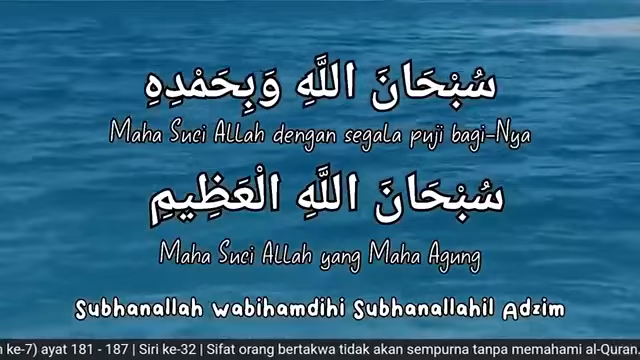 سُبْحَانَ اللَّهِ وَبِحَمْدِهِ
Maha Suci Allah dengan segala puji bagi-Nya
سُبْحَانَ اللَّهِ الْعَظِيمِ
Maha Suci Allah yang Maha Agung
Subhanallah wabihamdihi Subhanallahil Adzim
ke-7) ayat 181 - 187 | Siri ke-32 | Sifat orang bertakwa tidak akan sempurna tanpa memahami al-Quran